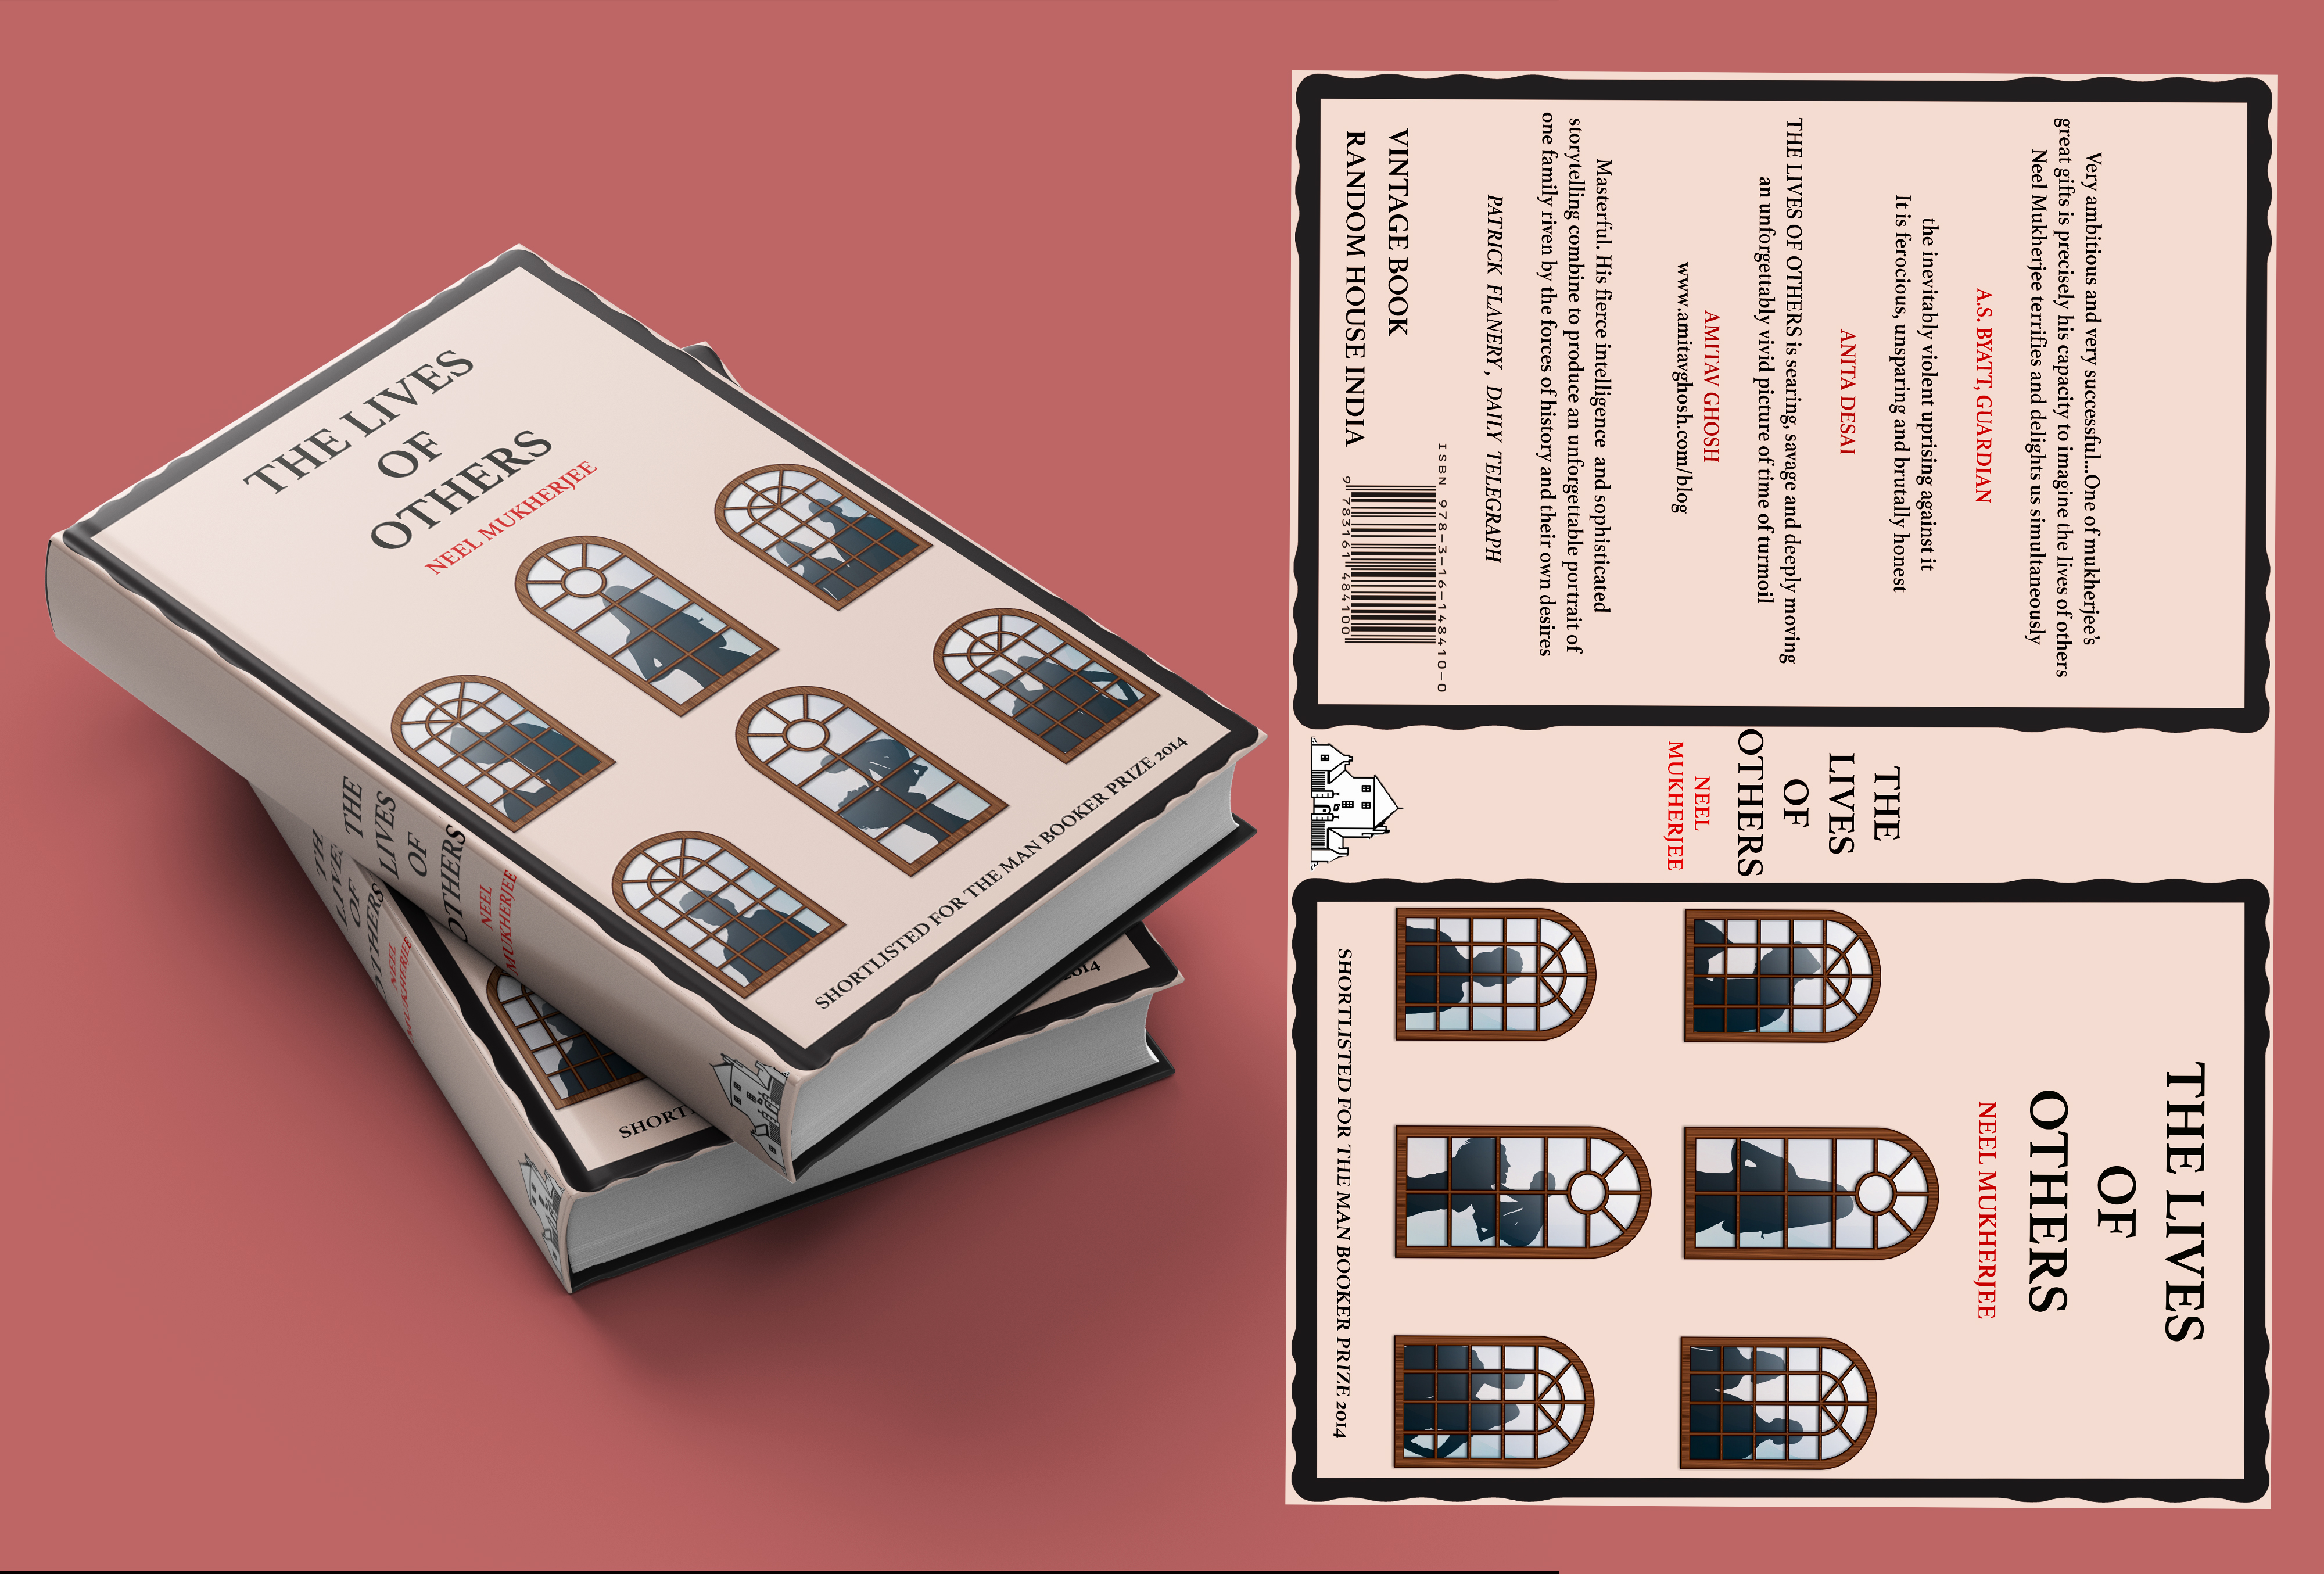 THE LIVES
OF
OTHERS
NEEL MUKHERJEE
SHORTLISTED FOR THE MAN BOOKER PRIZE 2014
THE
LIVES
OF
OTHERS
NEEL
MUKHERJEE
TH
LIVES
OF
OTHERS
NEEL
MUKHERJEE
SHORT
2014
Very ambitious and very successful...One of mukherjee's
great gifts is precisely his capacity to imagine the lives of others
Neel Mukherjee terrifies and delights us simultaneously
A.S. BYATT, GUARDIAN
the inevitably violent uprising against it
It is ferocious, unsparing and brutally honest
ANITA DESAI
THE LIVES OF OTHERS is searing, savage and deeply moving
an unforgettably vivid picture of time of turmoil
AMITAV GHOSH
www.amitavghosh.com/blog
Masterful. His fierce intelligence and sophisticated
storytelling combine to produce an unforgettable portrait of
one family riven by the forces of history and their own desires
PATRICK FLANERY , DAILY TELEGRAPH
VINTAGE BOOK
RANDOM HOUSE INDIA
ISBN 978-3-16-148410-0
9 783161 484100
THE
LIVES
OF
OTHERS
NEEL
MUKHERJEE
THE LIVES
OF
OTHERS
NEEL MUKHERJEE
SHORTLISTED FOR THE MAN BOOKER PRIZE 2014